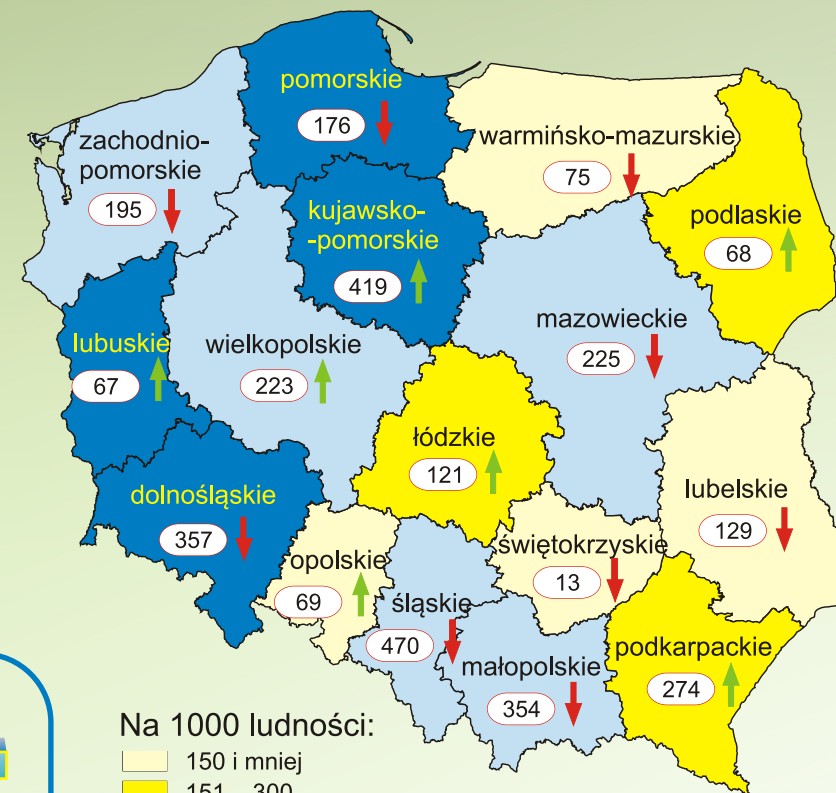 pomorskie
176
zachodnio-
pomorskie
195
warmińsko-mazurskie
75
podlaskie
68
kujawsko-
-pomorskie
419
lubuskie
67
wielkopolskie
223
mazowieckie
225
łódzkie
121
dolnośląskie
357
lubelskie
129
opolskie
69
świętokrzyskie
13
śląskie
470
małopolskie
354
podkarpackie
274
Na 1000 ludności:
150 i mniej
151 – 300